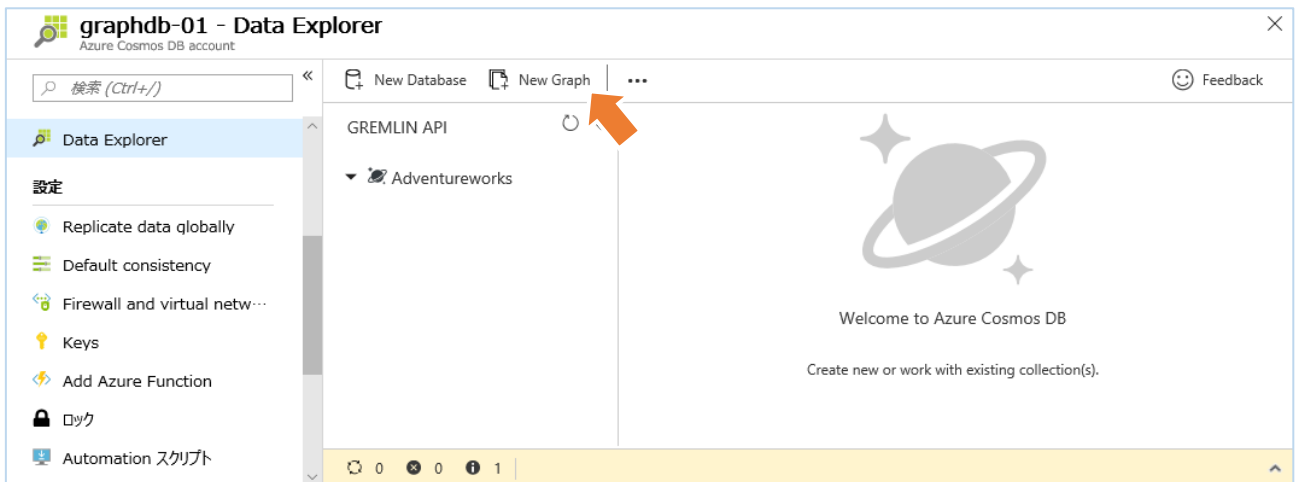 graphdb-01 - Data Explorer
Azure Cosmos DB account
検索 (Ctrl+/)
«
New Database New Graph ...
Feedback
Data Explorer
設定
Replicate data globally
Default consistency
Firewall and virtual netw...
Keys
Add Azure Function
ロック
Automation スクリプト
GREMLIN API
Adventureworks
Welcome to Azure Cosmos DB
Create new or work with existing collection(s).
0 0 1